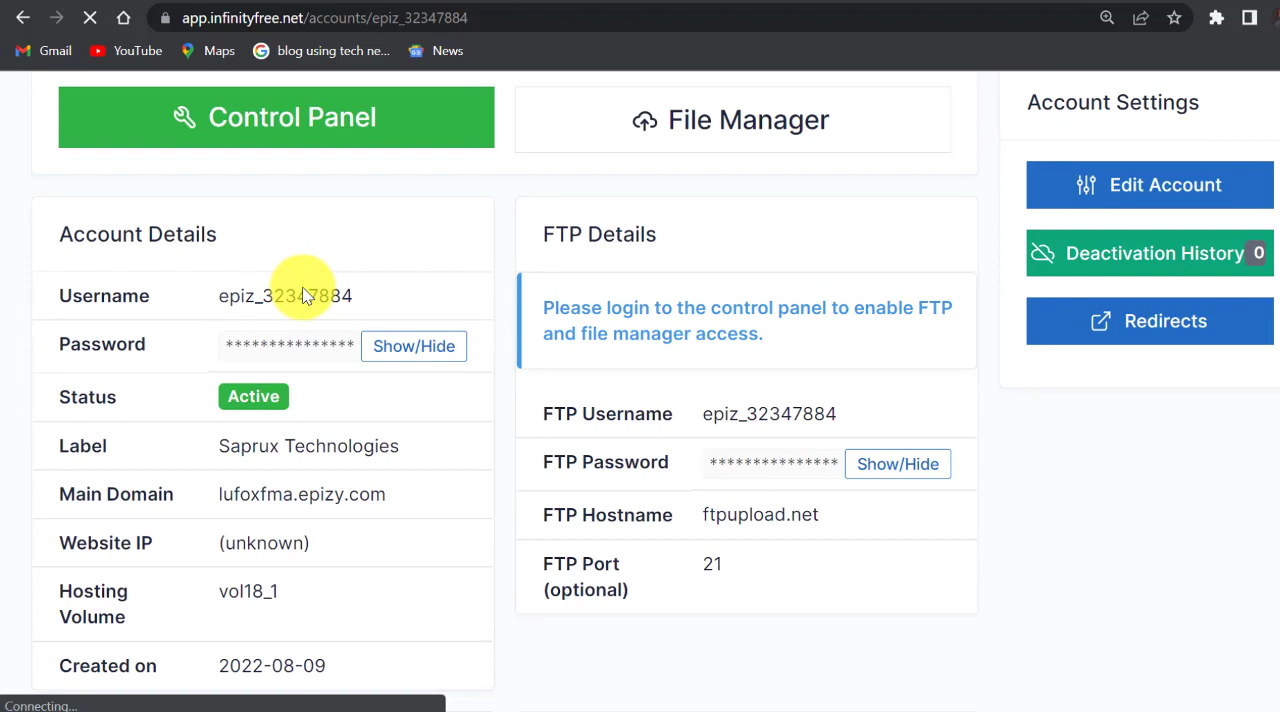 app.infinityfree.net/accounts/epiz_32347884
Gmail YouTube Maps blog using tech ne... News
Control Panel
File Manager
Account Settings
Edit Account
Deactivation History 0
Redirects
Account Details
Username epiz_32347884
Password *************** Show/Hide
Status Active
Label Saprux Technologies
Main Domain lufoxfma.epizy.com
Website IP (unknown)
Hosting vol18_1
Volume
Created on 2022-08-09
FTP Details
Please login to the control panel to enable FTP
and file manager access.
FTP Username epiz_32347884
FTP Password *************** Show/Hide
FTP Hostname ftpupload.net
FTP Port 21
(optional)
Connecting...